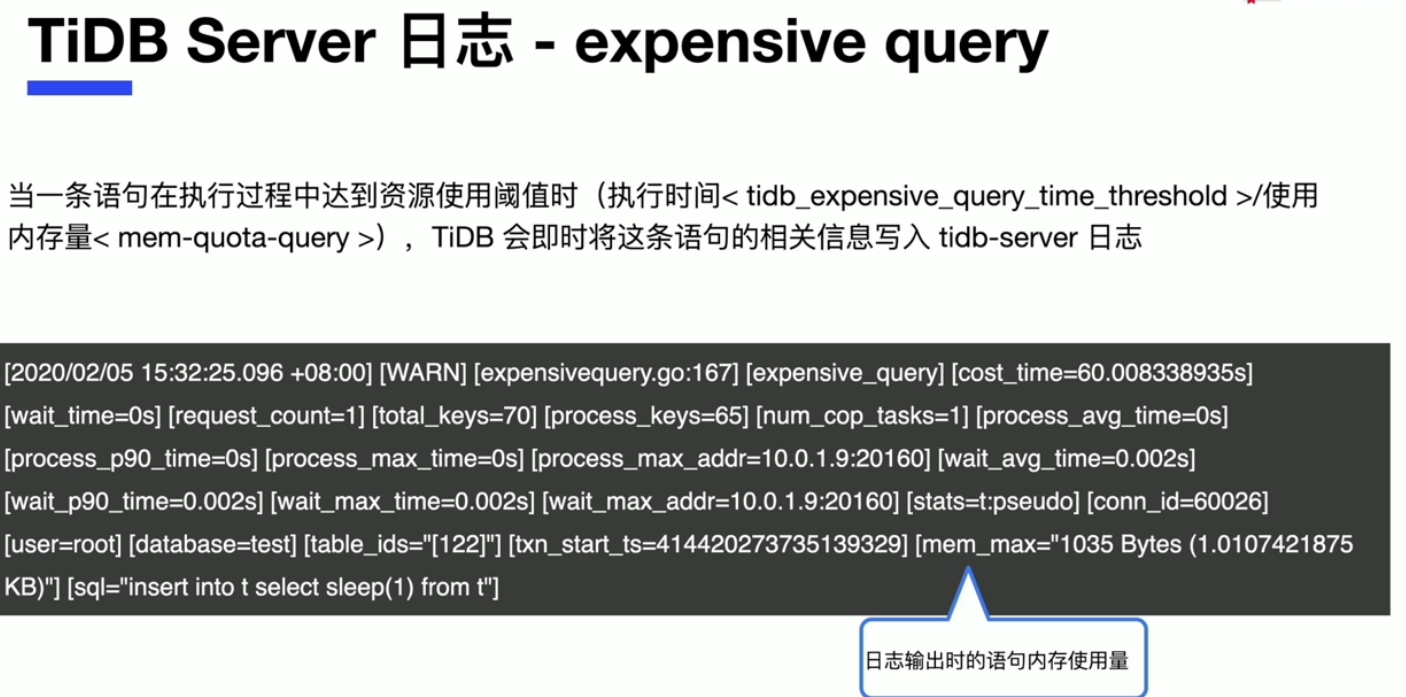 TiDB Server 日志 - expensive query
当一条语句在执行过程中达到资源使用阈值时（执行时间< tidb_expensive_query_time_threshold >/使用
内存量< mem-quota-query >），TiDB 会即时将这条语句的相关信息写入 tidb-server 日志
[2020/02/05 15:32:25.096 +08:00] [WARN] [expensivequery.go:167] [expensive_query] [cost_time=60.008338935s]
[wait_time=0s] [request_count=1] [total_keys=70] [process_keys=65] [num_cop_tasks=1] [process_avg_time=0s]
[process_p90_time=0s] [process_max_time=0s] [process_max_addr=10.0.1.9:20160] [wait_avg_time=0.002s]
[wait_p90_time=0.002s] [wait_max_time=0.002s] [wait_max_addr=10.0.1.9:20160] [stats=t:pseudo] [conn_id=60026]
[user=root] [database=test] [table_ids="[122]"] [txn_start_ts=414420273735139329] [mem_max="1035 Bytes (1.0107421875
KB)"] [sql="insert into t select sleep(1) from t"]
日志输出时的语句内存使用量